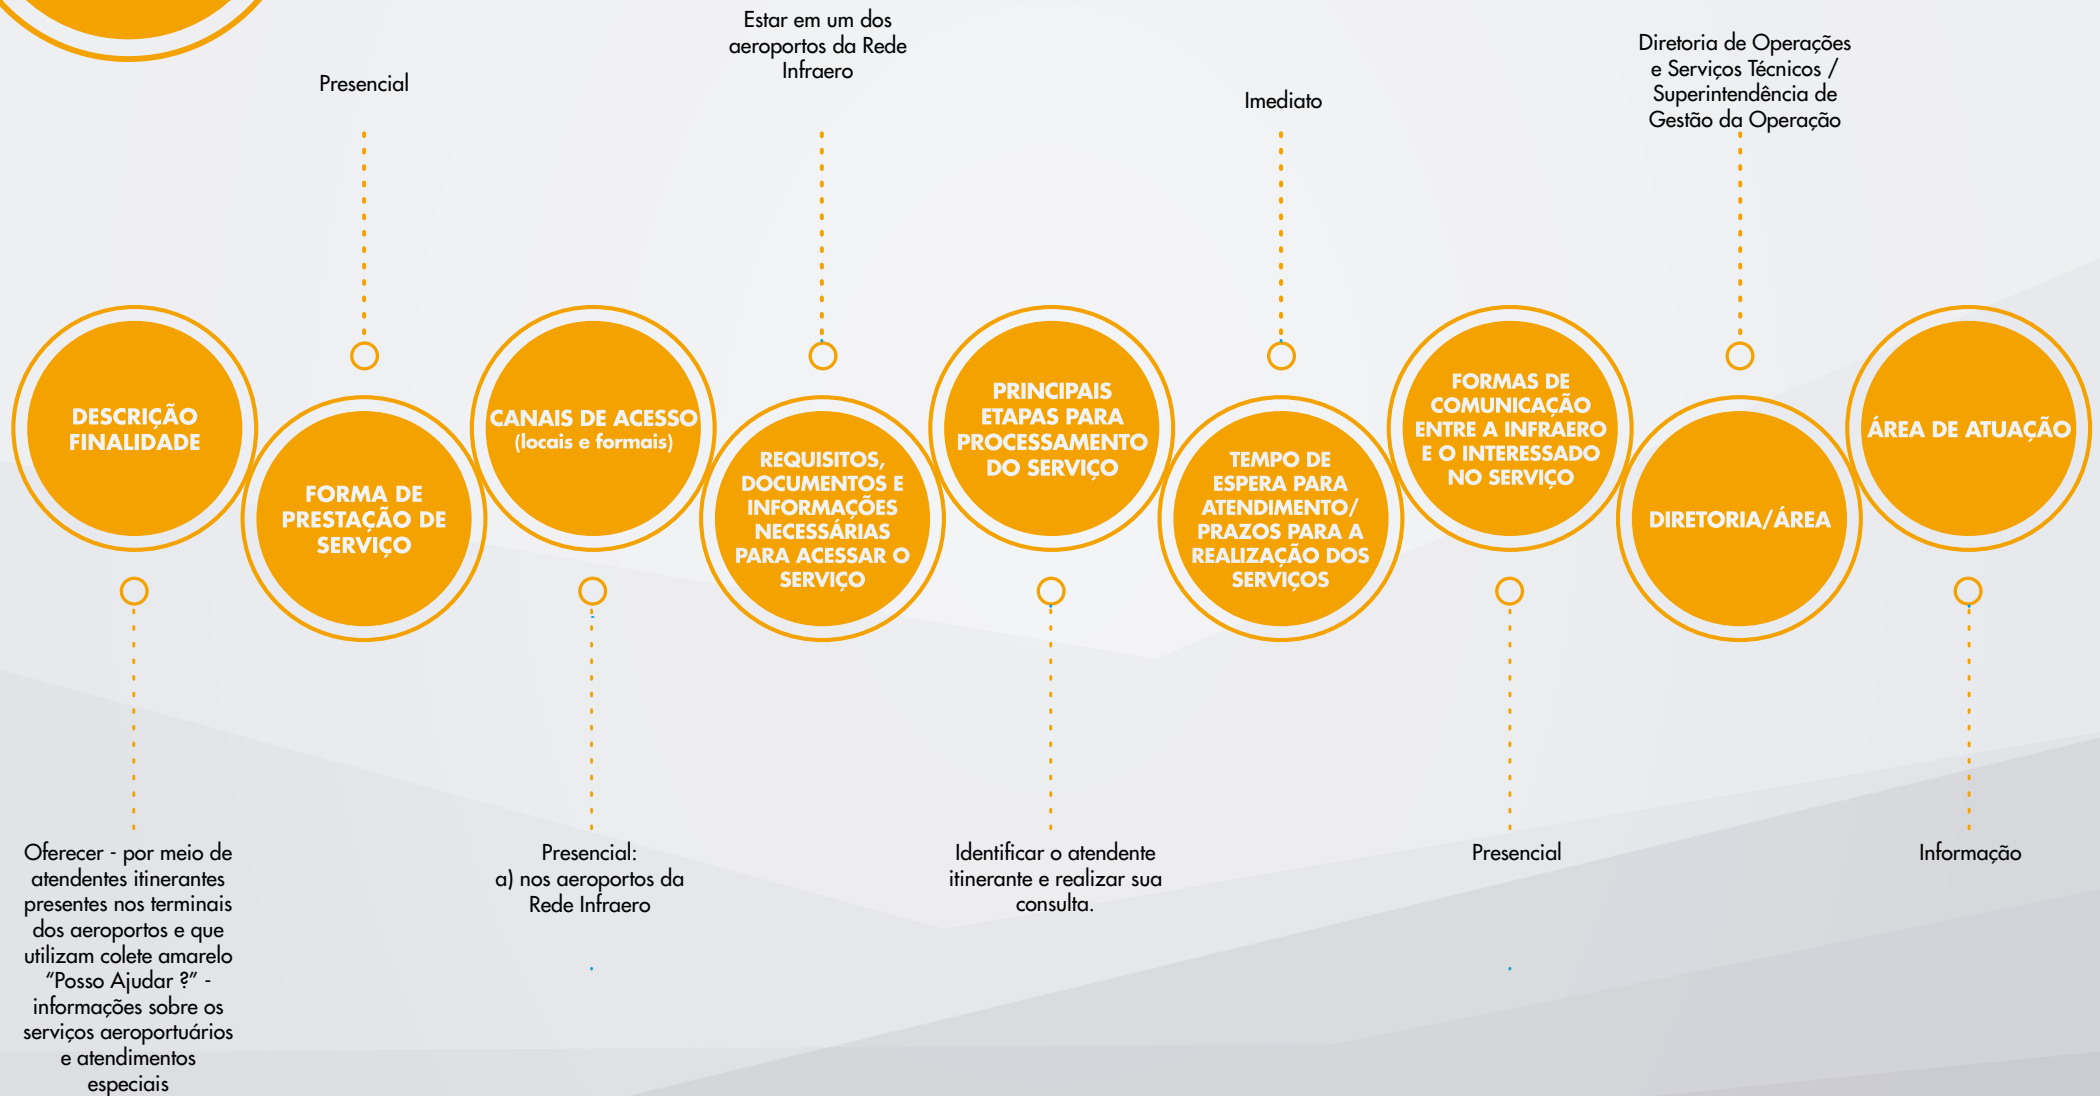 DESCRIÇÃO
FINALIDADE
Oferecer - por meio de
atendentes itinerantes
presentes nos terminais
dos aeroportos e que
utilizam colete amarelo
“Posso Ajudar ?” -
informações sobre os
serviços aeroportuários
e atendimentos
especiais
Presencial
FORMA DE
PRESTAÇÃO DE
SERVIÇO
CANAIS DE ACESSO
(locais e formais)
Presencial:
a) nos aeroportos da
Rede Infraero
Estar em um dos
aeroportos da Rede
Infraero
REQUISITOS,
DOCUMENTOS E
INFORMAÇÕES
NECESSÁRIAS
PARA ACESSAR O
SERVIÇO
PRINCIPAIS
ETAPAS PARA
PROCESSAMENTO
DO SERVIÇO
Identificar o atendente
itinerante e realizar sua
consulta.
Imediato
TEMPO DE
ESPERA PARA
ATENDIMENTO/
PRAZOS PARA A
REALIZAÇÃO DOS
SERVIÇOS
FORMAS DE
COMUNICAÇÃO
ENTRE A INFRAERO
E O INTERESSADO
NO SERVIÇO
Presencial
Diretoria de Operações
e Serviços Técnicos /
Superintendência de
Gestão da Operação
DIRETORIA/ÁREA
ÁREA DE ATUAÇÃO
Informação